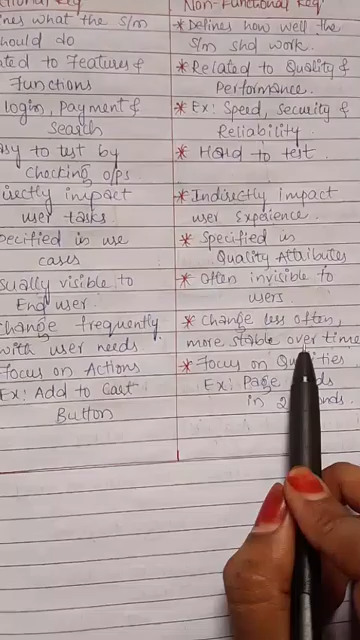 Non-Functional Req.
ines what the s/m
hould do
ted to Features &
Functions
login, Payment &
Search
sy to test by
checking o/ps
irectly impact
user tasks
pecified in use
cases
sually visible to
End user.
change frequently
with user needs
Focus on Actions
Ex: Add to Cart
Button
* Defines how well the
s/m shd work.
* Related to Quality &
Performance.
* Ex: Speed, Security &
Reliability.
* Hard to test.
* Indirectly impact
user Experience.
* Specified in
Quality Attributes
* Often invisible to
users.
* Change less often,
more stable over time
* Focus on Qualities
Ex: Page
in 2